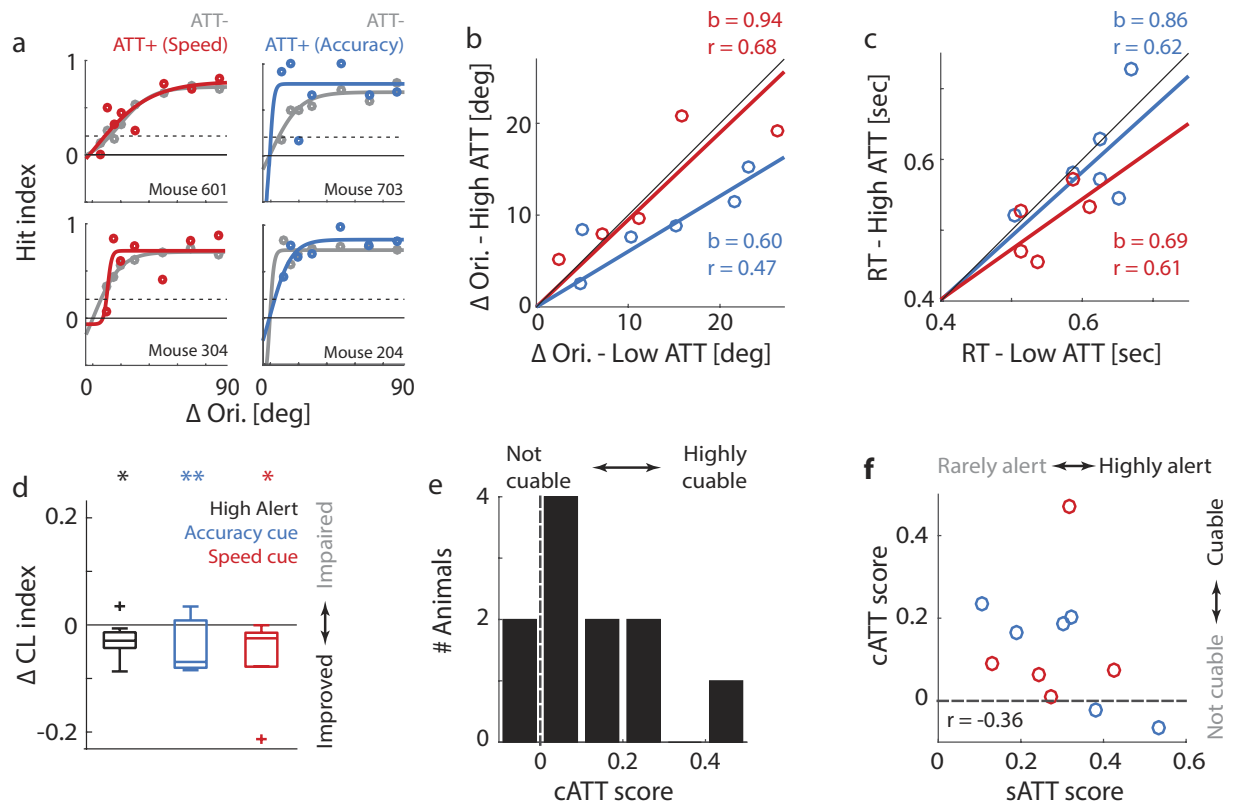 a
ATT-
ATT+ (Speed)
ATT-
ATT+ (Accuracy)
1
0
Mouse 601
Mouse 703
1
0
Mouse 304
Mouse 204
0
90
0
90
Hit index
Δ Ori. [deg]
b
b = 0.94
r = 0.68
20
10
0
b = 0.60
r = 0.47
0
10
20
Δ Ori. - High ATT [deg]
Δ Ori. - Low ATT [deg]
c
b = 0.86
r = 0.62
0.6
0.4
b = 0.69
r = 0.61
0.4
0.6
RT - High ATT [sec]
RT - Low ATT [sec]
d
* ** *
High Alert
Accuracy cue
Speed cue
0.2
0
-0.2
Δ CL index
Impaired
Improved
e
Not cuable
Highly cuable
4
2
0
# Animals
0
0.2
0.4
cATT score
f
Rarely alert
Highly alert
0.4
0.2
0
r = -0.36
0
0.2
0.4
0.6
cATT score
sATT score
Cuable
Not cuable